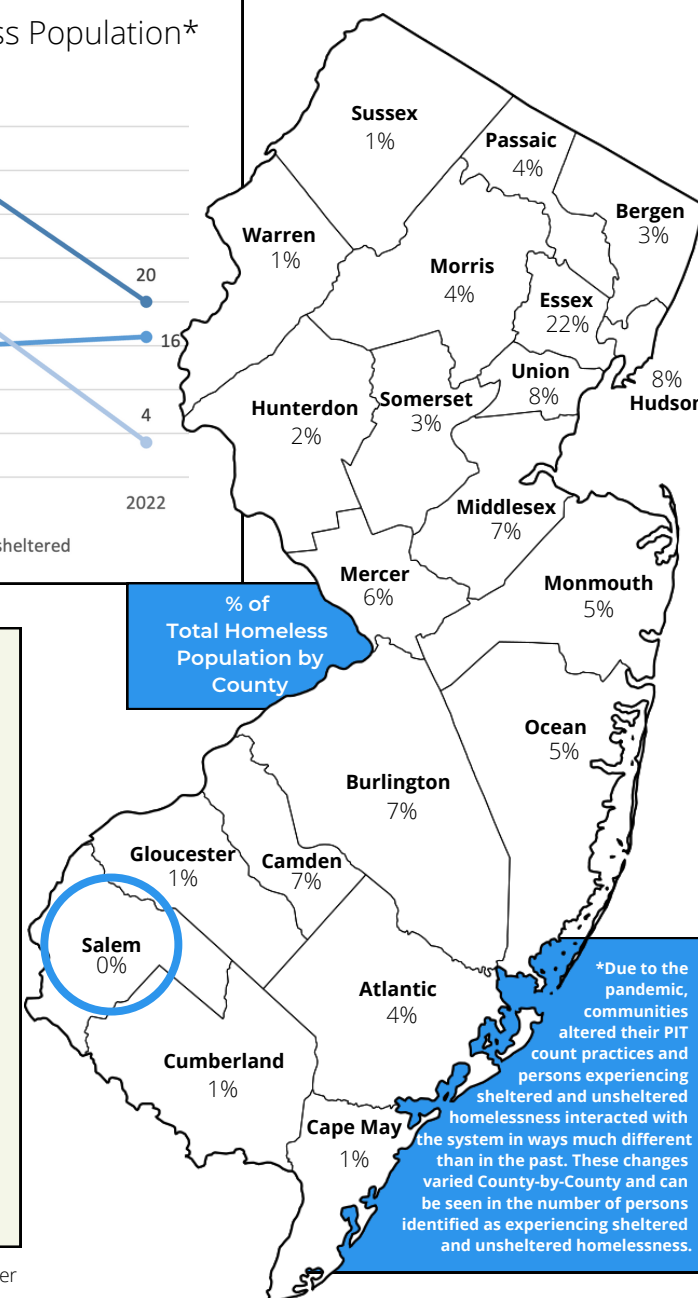 ss Population*
20
16
4
2022
sheltered
Sussex
1%
Passaic
4%
Bergen
3%
Warren
1%
Morris
4%
Essex
22%
Union
8%
8%
Hudson
Hunterdon
2%
Somerset
3%
Middlesex
7%
Mercer
6%
Monmouth
5%
% of
Total Homeless
Population by
County
Ocean
5%
Burlington
7%
Gloucester
1%
Camden
7%
Salem
0%
Atlantic
4%
Cumberland
1%
Cape May
1%
*Due to the
pandemic,
communities
altered their PIT
count practices and
persons experiencing
sheltered and unsheltered
homelessness interacted with
the system in ways much different
than in the past. These changes
varied County-by-County and can
be seen in the number of persons
identified as experiencing sheltered
and unsheltered homelessness.
er